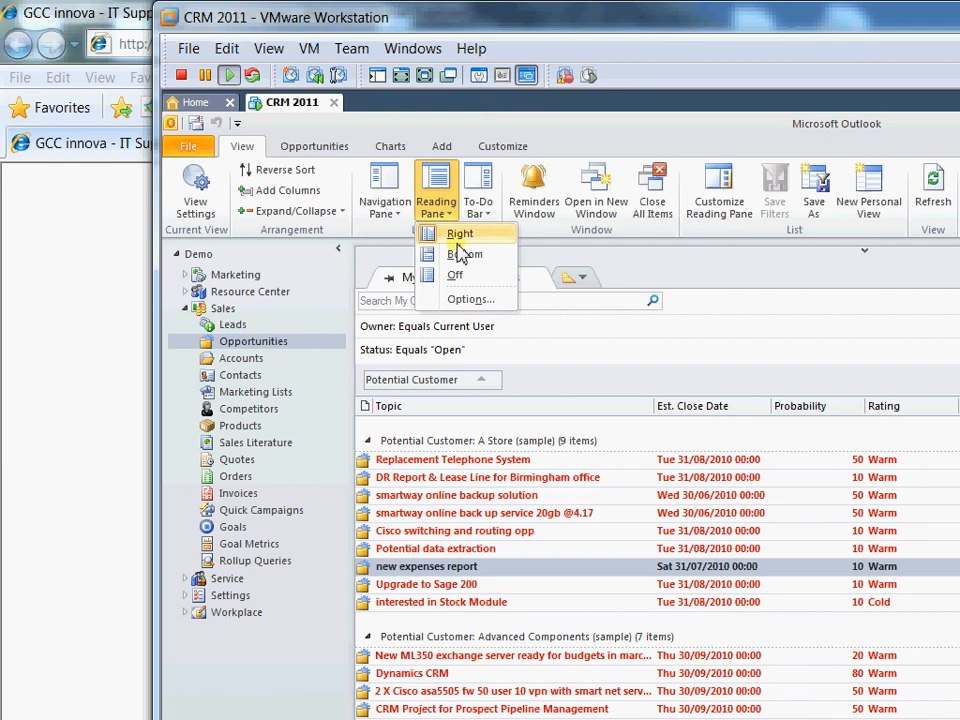 GCC innova - IT Supp
CRM 2011 - VMware Workstation
http:/
File Edit View VM Team Windows Help
File Edit View Fav
Favorites
Home CRM 2011
GCC innova - IT Sup
Microsoft Outlook
File View Opportunities Charts Add Customize
View Settings
Reverse Sort
Add Columns
Expand/Collapse
Navigation Pane
Reading Pane
To-Do Bar
Reminders Window
Open in New Window
Close All Items
Customize Reading Pane
Save Filters
Save As
New Personal View
Refresh
Current View Arrangement L Window List View
Right
Off
Options...
Demo
Marketing
Resource Center
Sales
Leads
Opportunities
Accounts
Contacts
Marketing Lists
Competitors
Products
Sales Literature
Quotes
Orders
Invoices
Quick Campaigns
Goals
Goal Metrics
Rollup Queries
Service
Settings
Workplace
My
Search My O
Owner: Equals Current User
Status: Equals "Open"
Potential Customer
Topic Est. Close Date Probability Rating
Potential Customer: A Store (sample) (9 items)
Replacement Telephone System Tue 31/08/2010 00:00 50 Warm
DR Report & Lease Line for Birmingham office Tue 31/08/2010 00:00 10 Warm
smartway online backup solution Wed 30/06/2010 00:00 50 Warm
smartway online back up service 20gb @4.17 Wed 30/06/2010 00:00 50 Warm
Cisco switching and routing opp Tue 31/08/2010 00:00 10 Warm
Potential data extraction Tue 31/08/2010 00:00 10 Warm
new expenses report Sat 31/07/2010 00:00 10 Warm
Upgrade to Sage 200 Tue 31/08/2010 00:00 10 Warm
interested in Stock Module Tue 31/08/2010 00:00 10 Cold
Potential Customer: Advanced Components (sample) (7 items)
New ML350 exchange server ready for budgets in marc... Thu 30/09/2010 00:00 20 Warm
Dynamics CRM Thu 30/09/2010 00:00 80 Warm
2 X Cisco asa5505 fw 50 user 10 vpn with smart net serv... Thu 30/09/2010 00:00 50 Warm
CRM Project for Prospect Pipeline Management Thu 30/09/2010 00:00 50 Warm